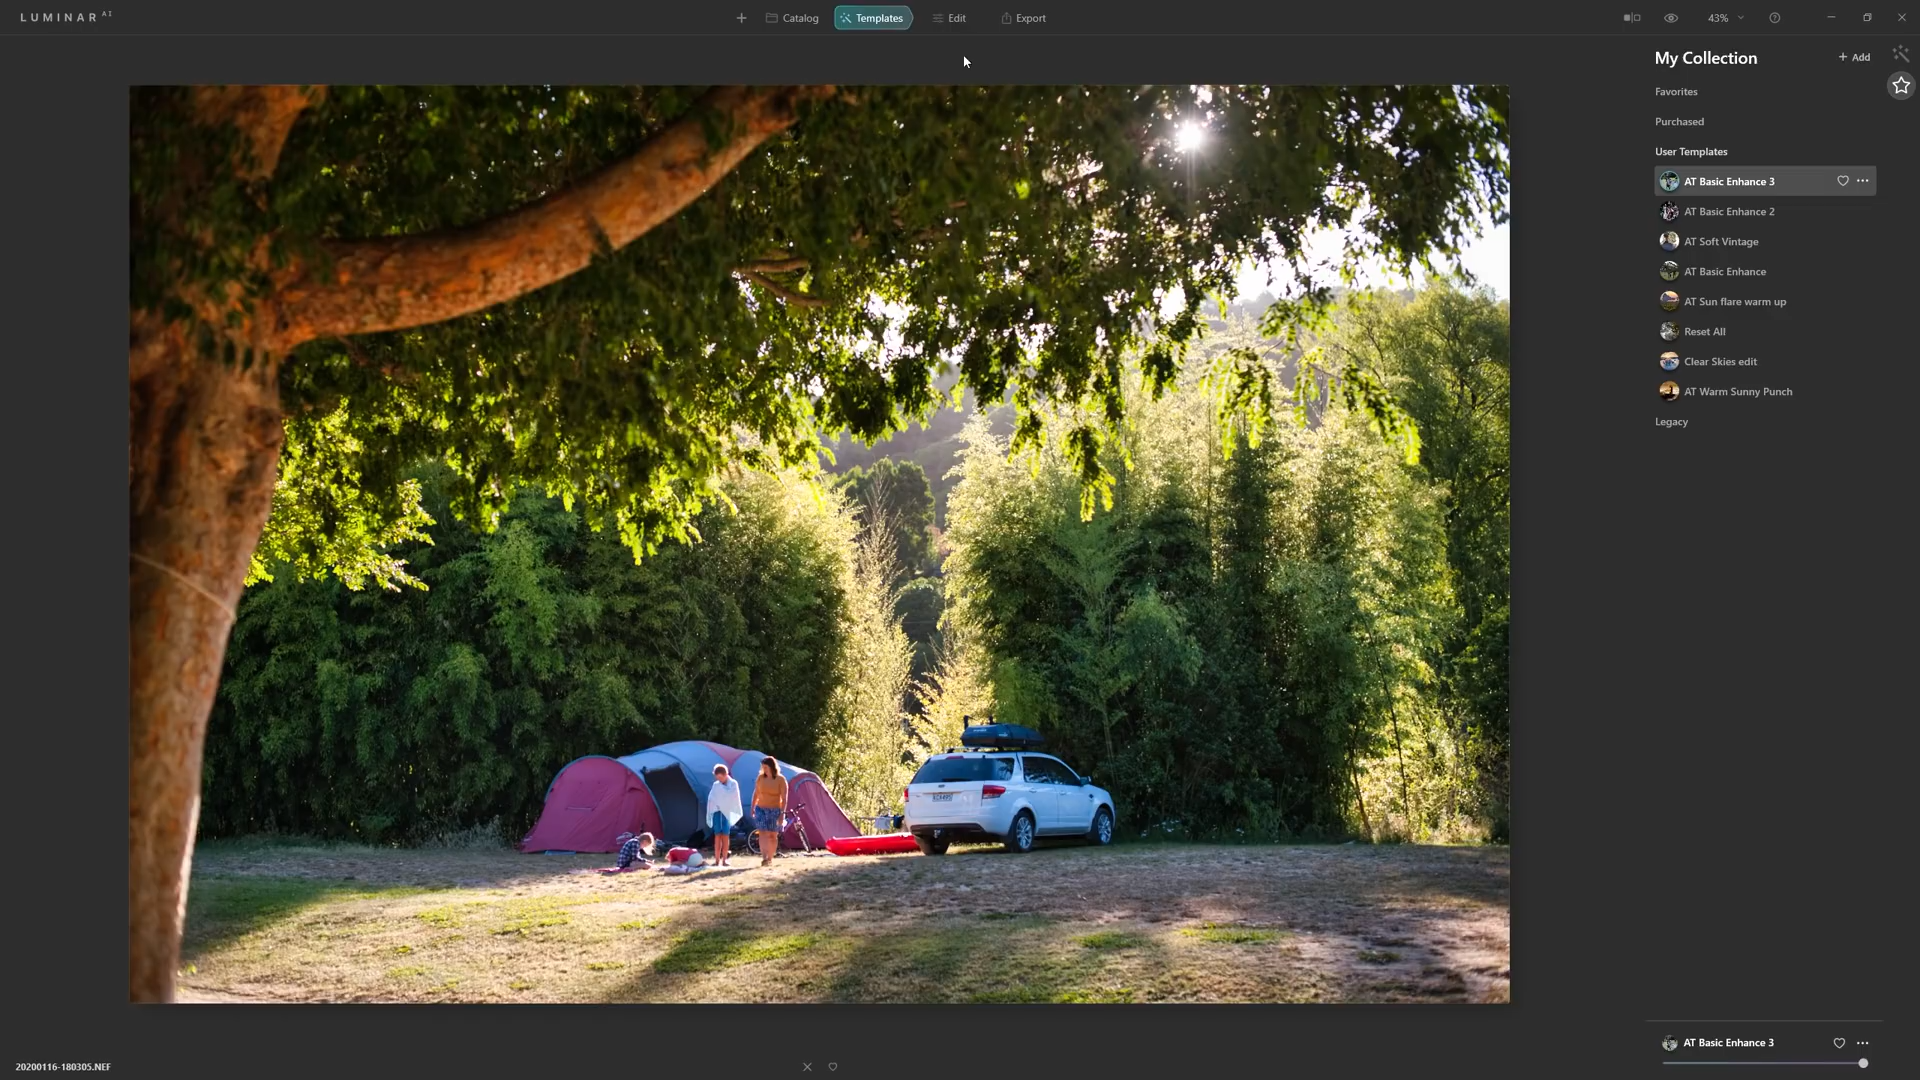 LUMINAR AI
Catalog
Templates
Edit
Export
43%
My Collection
+ Add
Favorites
Purchased
User Templates
AT Basic Enhance 3
AT Basic Enhance 2
AT Soft Vintage
AT Basic Enhance
AT Sun flare warm up
Reset All
Clear Skies edit
AT Warm Sunny Punch
Legacy
AT Basic Enhance 3
20200116-180305.NEF